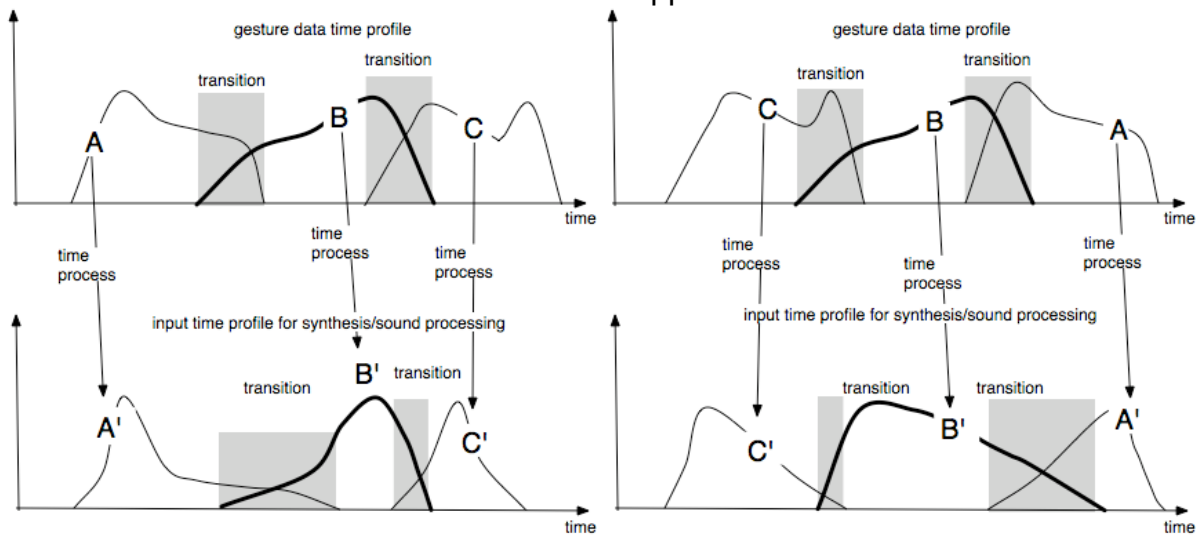 gesture data time profile
transition
transition
A
B
C
time
time
process
time
process
time
process
input time profile for synthesis/sound processing
transition
B'
transition
A'
C'
time
gesture data time profile
transition
transition
C
B
A
time
time
process
time
process
time
process
input time profile for synthesis/sound processing
transition
transition
C'
B'
A'
time